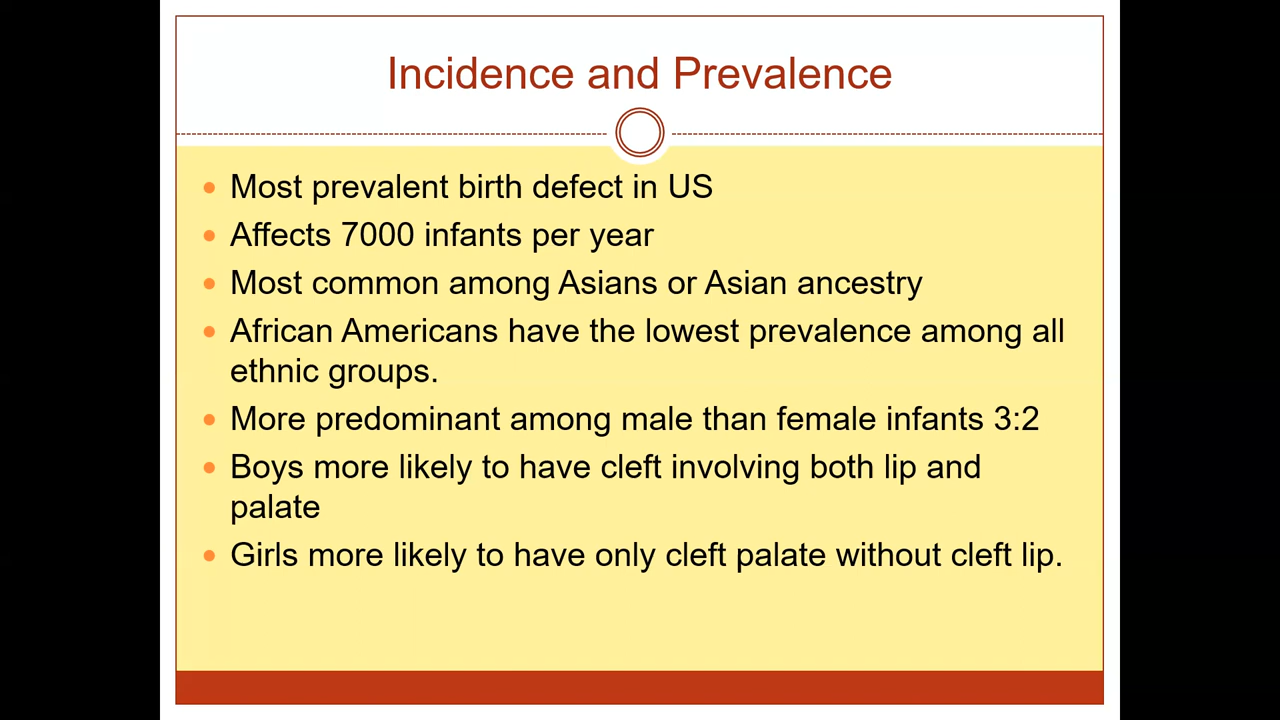 Incidence and Prevalence
Most prevalent birth defect in US
Affects 7000 infants per year
Most common among Asians or Asian ancestry
African Americans have the lowest prevalence among all
ethnic groups.
More predominant among male than female infants 3:2
Boys more likely to have cleft involving both lip and
palate
Girls more likely to have only cleft palate without cleft lip.